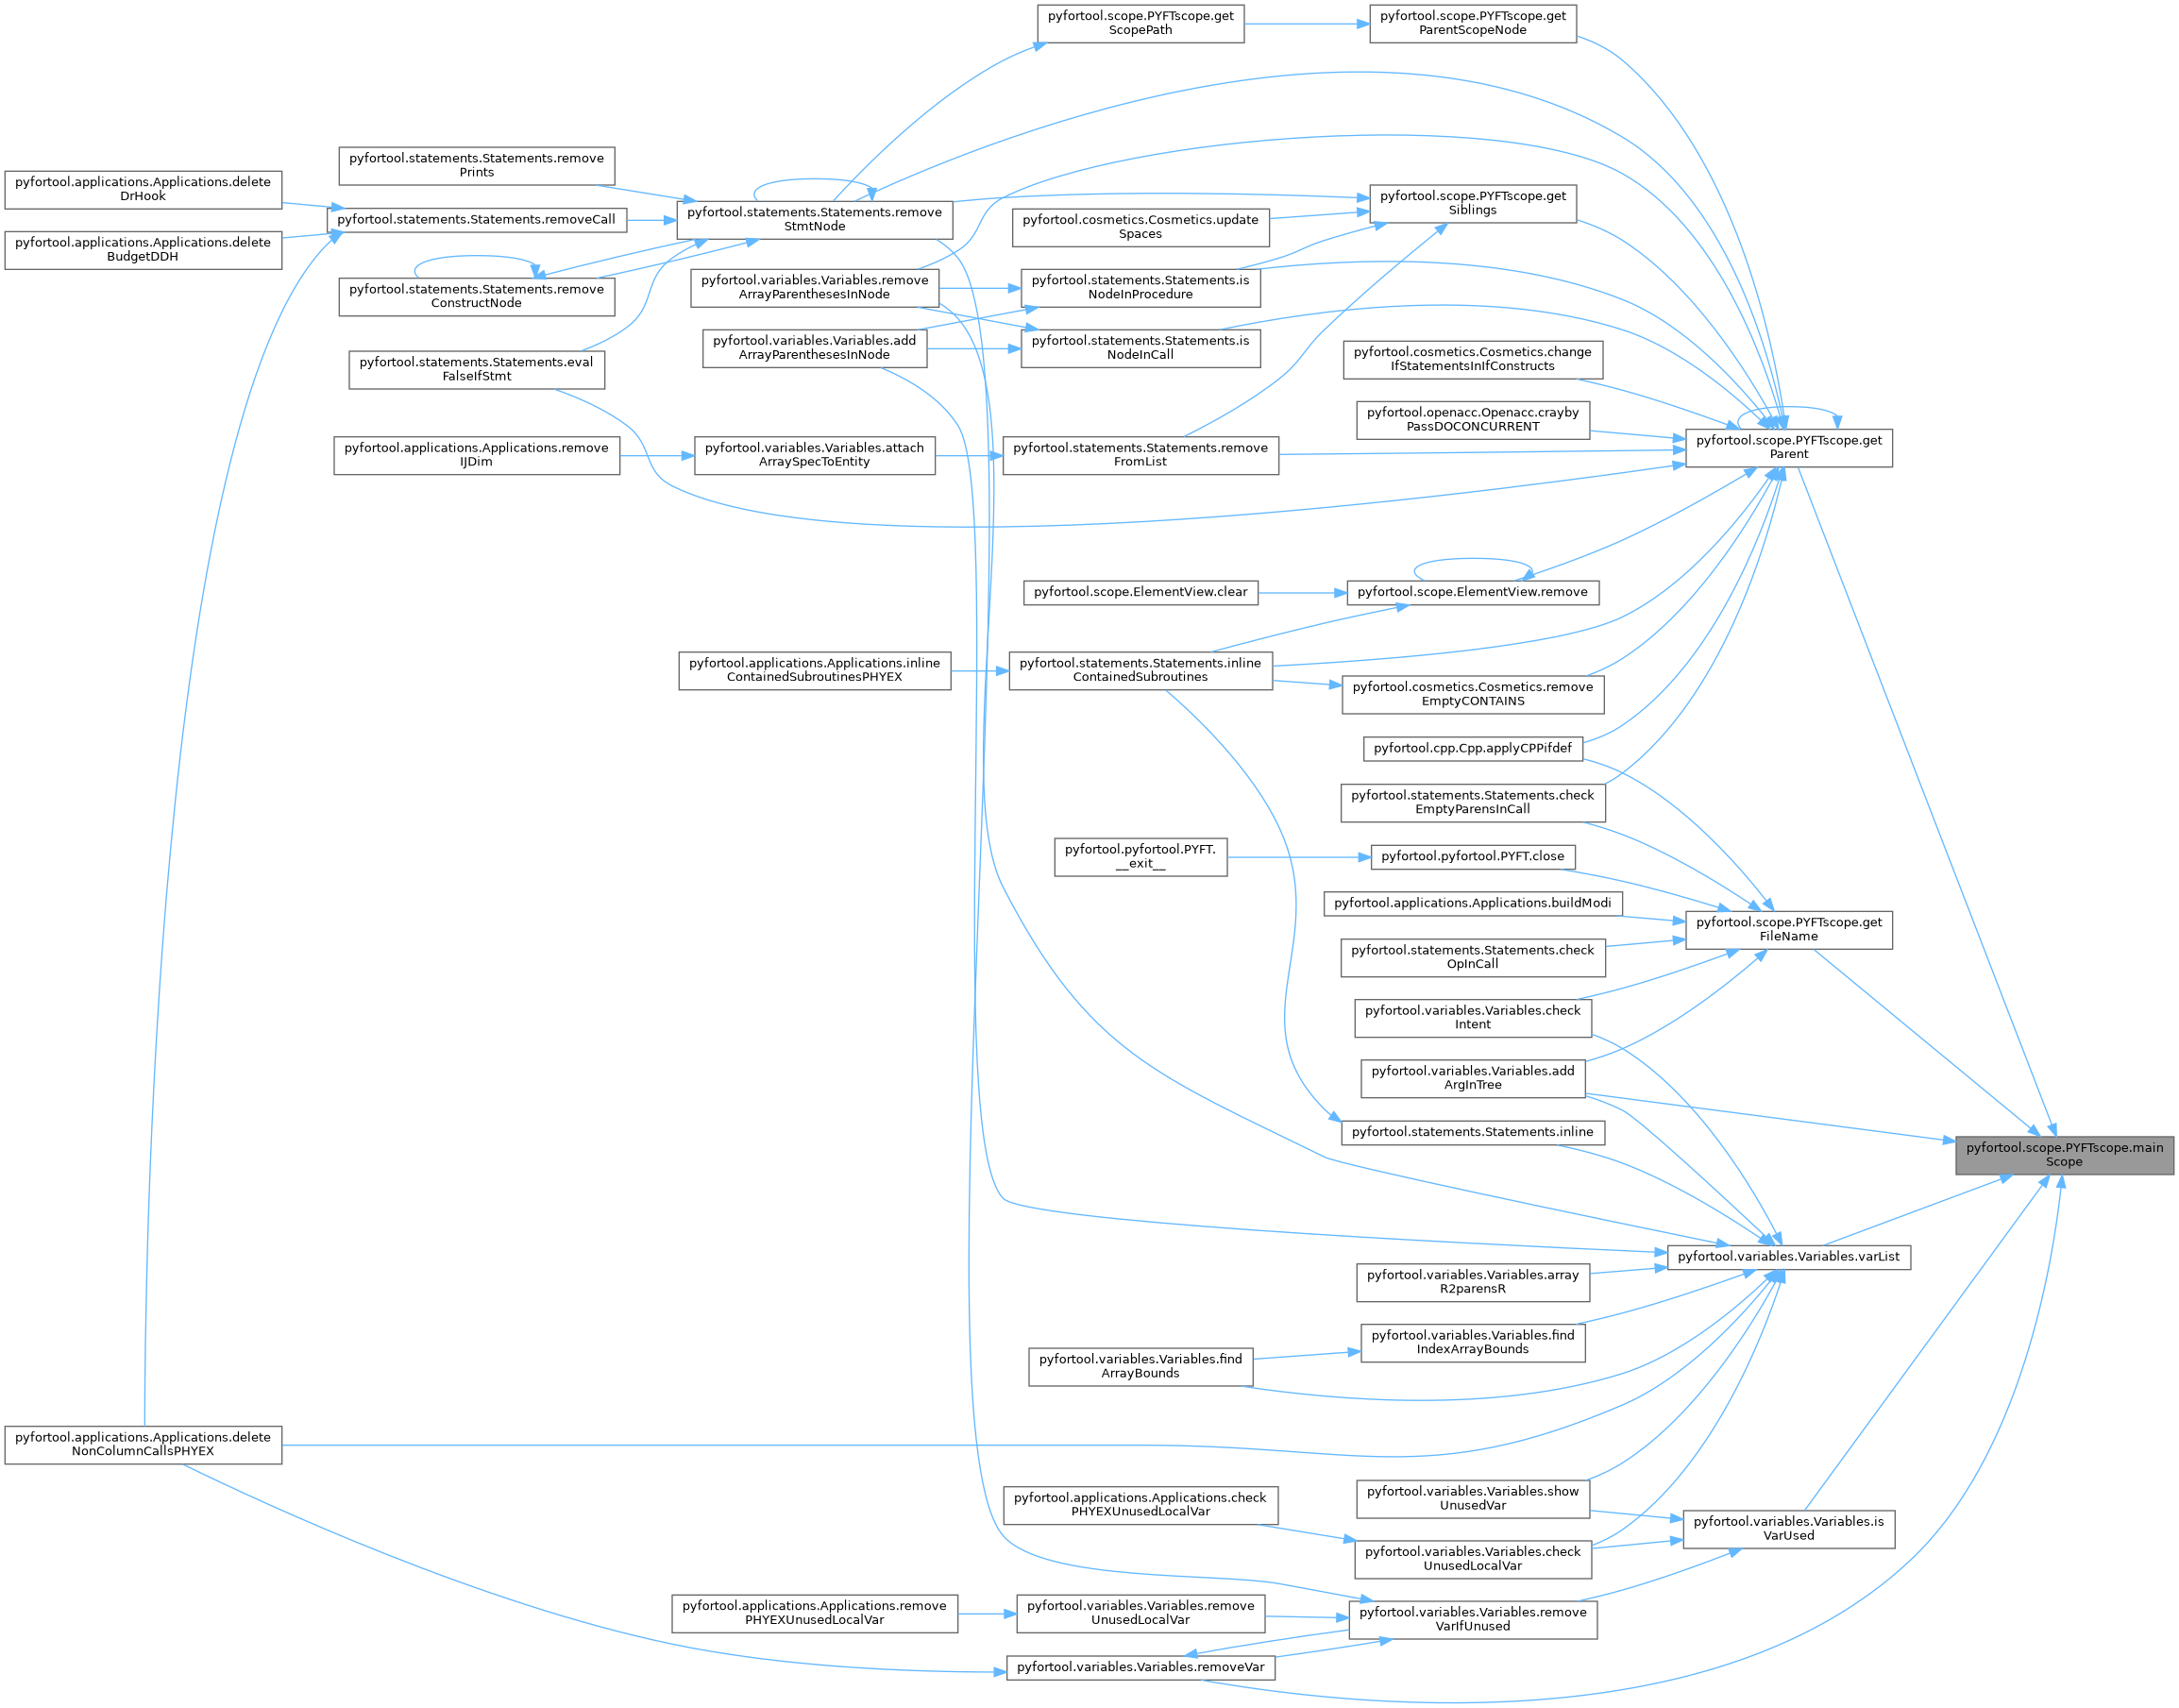 pyfortool.scope.PYFTscope.get
ScopePath
pyfortool.scope.PYFTscope.get
ParentScopeNode
pyfortool.statements.Statements.remove
Prints
pyfortool.applications.Applications.delete
DrHook
pyfortool.statements.Statements.removeCall
pyfortool.statements.Statements.remove
StmtNode
pyfortool.scope.PYFTscope.get
Siblings
pyfortool.cosmetics.Cosmetics.update
Spaces
pyfortool.applications.Applications.delete
BudgetDDH
pyfortool.statements.Statements.remove
ConstructNode
pyfortool.variables.Variables.remove
ArrayParenthesesInNode
pyfortool.statements.Statements.is
NodeInProcedure
pyfortool.variables.Variables.add
ArrayParenthesesInNode
pyfortool.statements.Statements.is
NodeInCall
pyfortool.statements.Statements.eval
FalseIfStmt
pyfortool.cosmetics.Cosmetics.change
IfStatementsInIfConstructs
pyfortool.openacc.Openacc.crayby
PassDOCONCURRENT
pyfortool.scope.PYFTscope.get
Parent
pyfortool.applications.Applications.remove
IJDim
pyfortool.variables.Variables.attach
ArraySpecToEntity
pyfortool.statements.Statements.remove
FromList
pyfortool.scope.ElementView.clear
pyfortool.scope.ElementView.remove
pyfortool.applications.Applications.inline
ContainedSubroutinesPHYEX
pyfortool.statements.Statements.inline
ContainedSubroutines
pyfortool.cosmetics.Cosmetics.remove
EmptyCONTAINS
pyfortool.cpp.Cpp.applyCPPifdef
pyfortool.statements.Statements.check
EmptyParensInCall
pyfortool.pyfortool.PYFT.
__exit__
pyfortool.pyfortool.PYFT.close
pyfortool.applications.Applications.buildModi
pyfortool.scope.PYFTscope.get
FileName
pyfortool.statements.Statements.check
OpInCall
pyfortool.variables.Variables.check
Intent
pyfortool.variables.Variables.add
ArgInTree
pyfortool.statements.Statements.inline
pyfortool.scope.PYFTscope.main
Scope
pyfortool.variables.Variables.varList
pyfortool.variables.Variables.array
R2parensR
pyfortool.variables.Variables.find
IndexArrayBounds
pyfortool.variables.Variables.find
ArrayBounds
pyfortool.applications.Applications.delete
NonColumnCallsPHYEX
pyfortool.variables.Variables.show
UnusedVar
pyfortool.applications.Applications.check
PHYEXUnusedLocalVar
pyfortool.variables.Variables.is
VarUsed
pyfortool.variables.Variables.check
UnusedLocalVar
pyfortool.applications.Applications.remove
PHYEXUnusedLocalVar
pyfortool.variables.Variables.remove
UnusedLocalVar
pyfortool.variables.Variables.remove
VarIfUnused
pyfortool.variables.Variables.removeVar